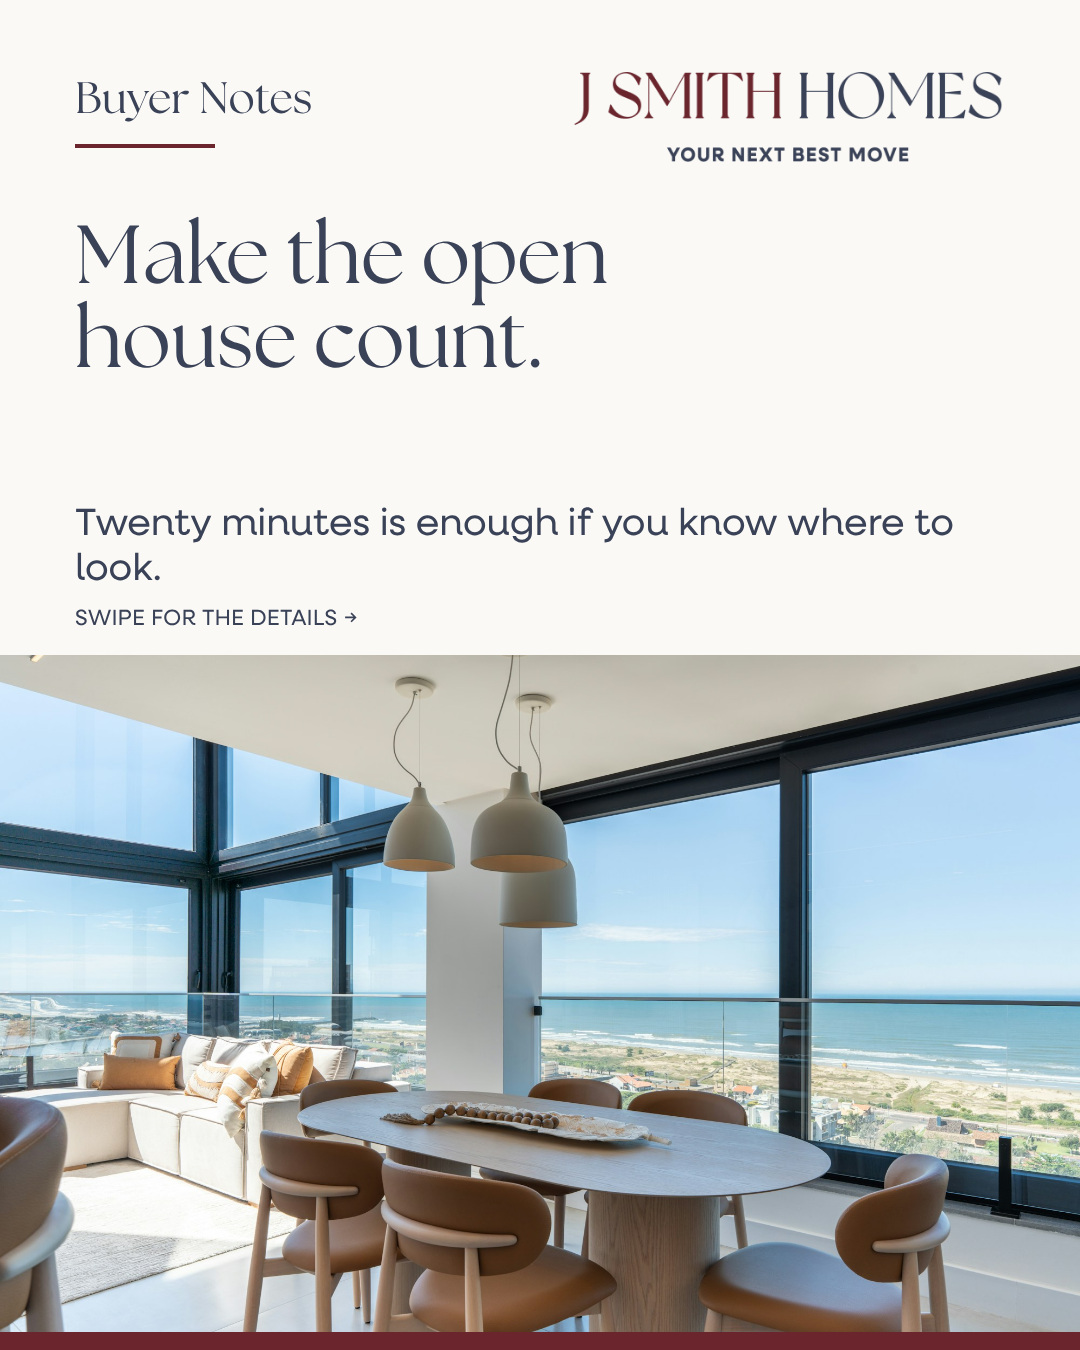 Buyer Notes
J SMITH HOMES
YOUR NEXT BEST MOVE
Make the open
house count.
Twenty minutes is enough if you know where to
look.
SWIPE FOR THE DETAILS →